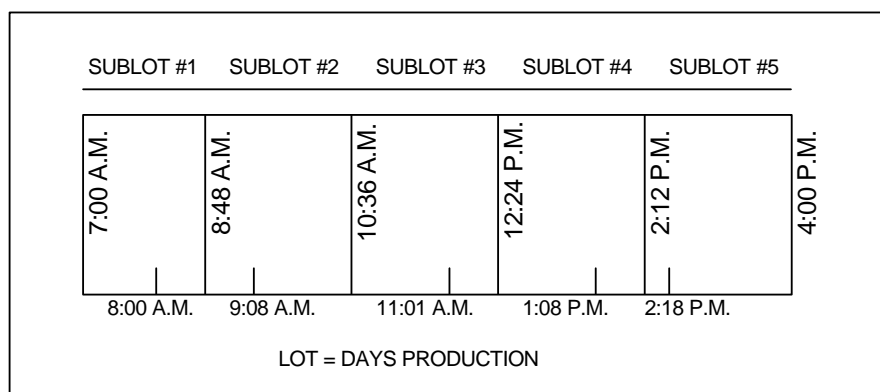 SUBLOT #1 SUBLOT #2 SUBLOT #3 SUBLOT #4 SUBLOT #5
7:00 A.M. 8:48 A.M. 10:36 A.M. 12:24 P.M. 2:12 P.M. 4:00 P.M.
8:00 A.M. 9:08 A.M. 11:01 A.M. 1:08 P.M. 2:18 P.M.
LOT = DAYS PRODUCTION